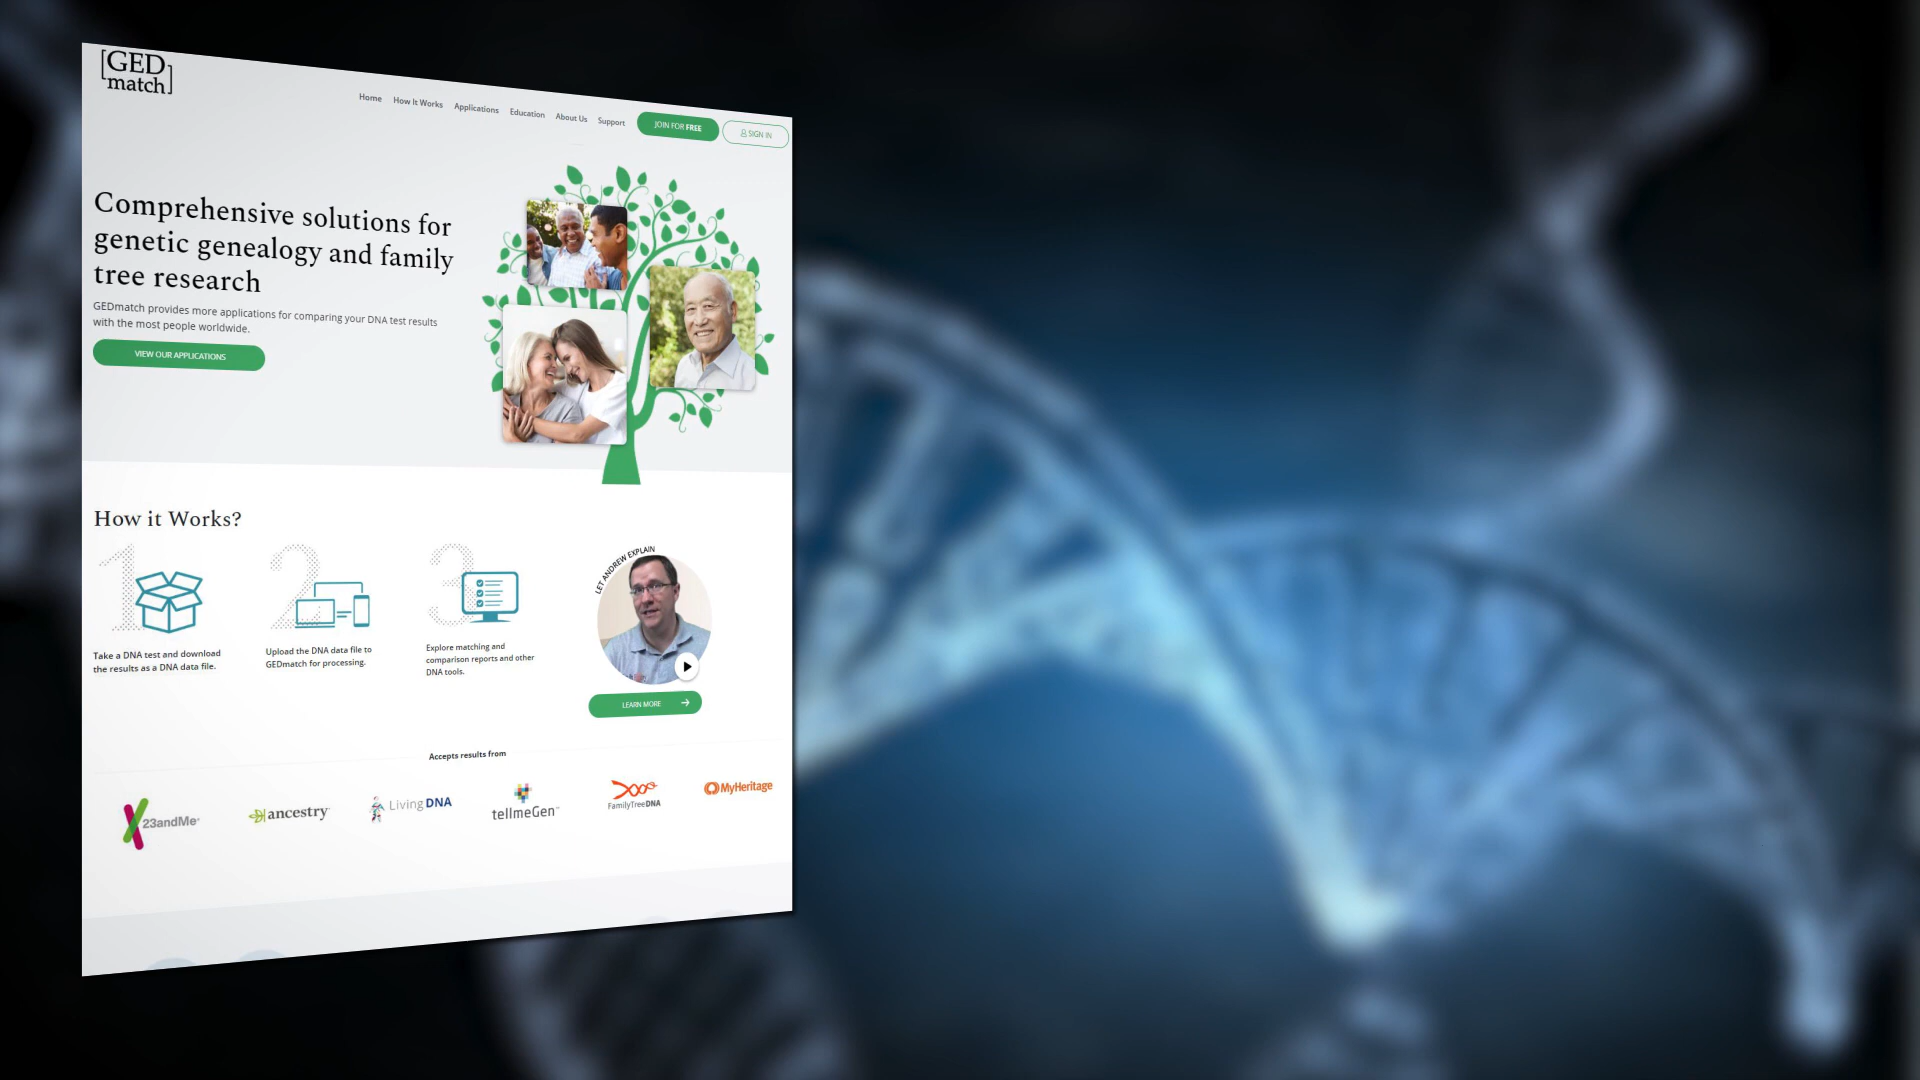 [GED
match]
Home How It Works Applications Education About Us Support JOIN FOR FREE SIGN IN
Comprehensive solutions for
genetic genealogy and family
tree research
GEDmatch provides more applications for comparing your DNA test results
with the most people worldwide.
VIEW OUR APPLICATIONS
How it Works?
1 2 3
LET ANDREW EXPLAIN
Take a DNA test and download
the results as a DNA data file.
Upload the DNA data file to
GEDmatch for processing.
Explore matching and
comparison reports and other
DNA tools.
LEARN MORE
Accepts results from
23andMe
ancestry
Living DNA
tellmeGen™
FamilyTreeDNA
MyHeritage